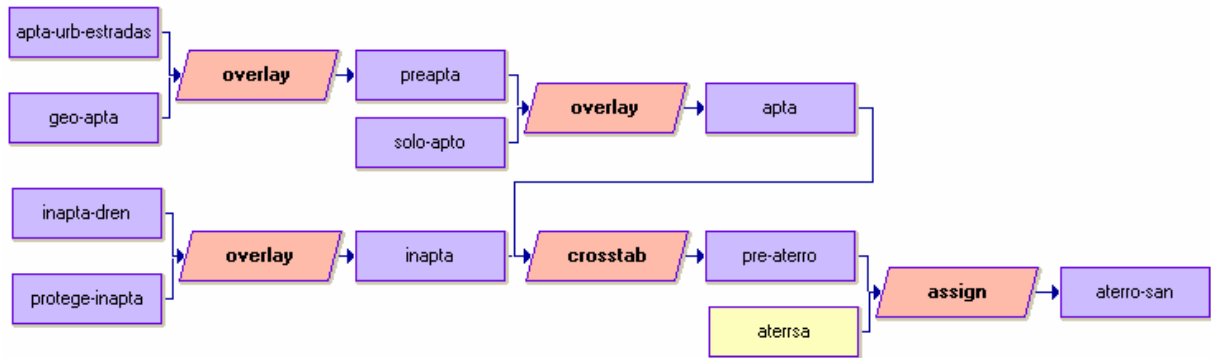 apta-urb-estradas
overlay
preapta
geo-apta
overlay
apta
solo-apto
inapta-dren
overlay
inapta
crosstab
pre-aterro
protege-inapta
assign
aterro-san
aterrsa